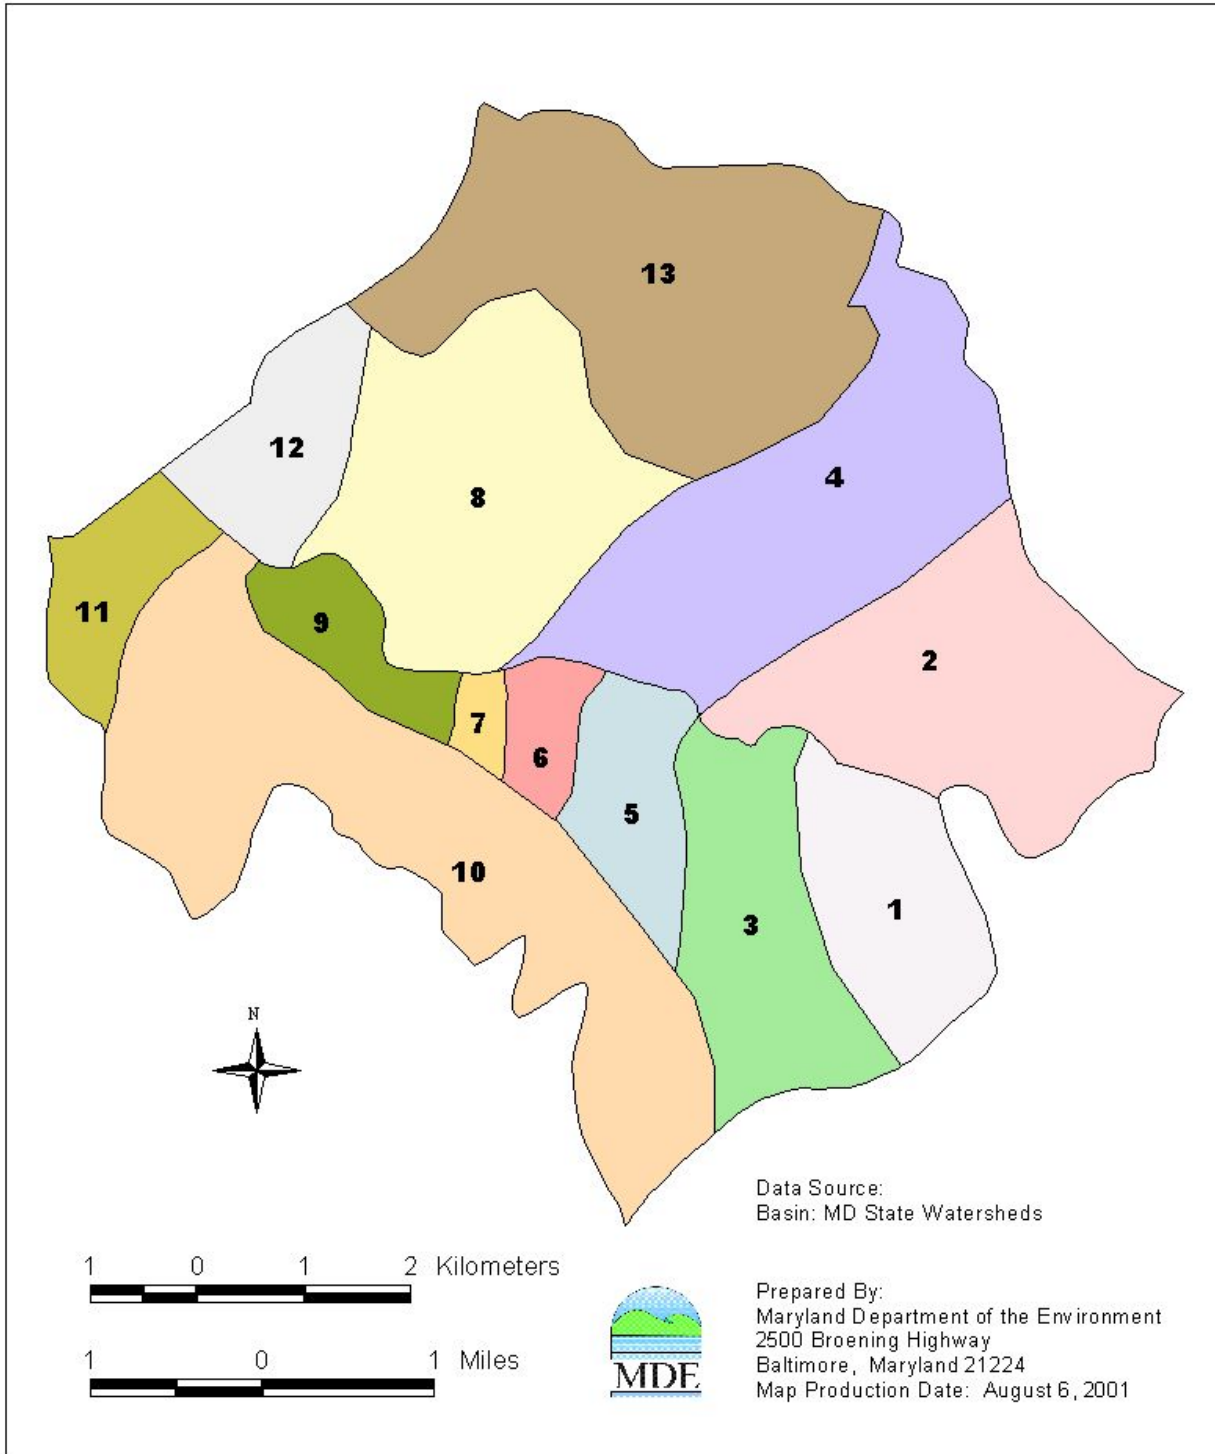 13
12
8
4
11
9
2
7
6
5
10
3
1
N
Data Source:
Basin: MD State Watersheds
1 0 1 2 Kilometers
1 0 1 Miles
MDE
Prepared By:
Maryland Department of the Environment
2500 Broening Highway
Baltimore, Maryland 21224
Map Production Date: August 6, 2001